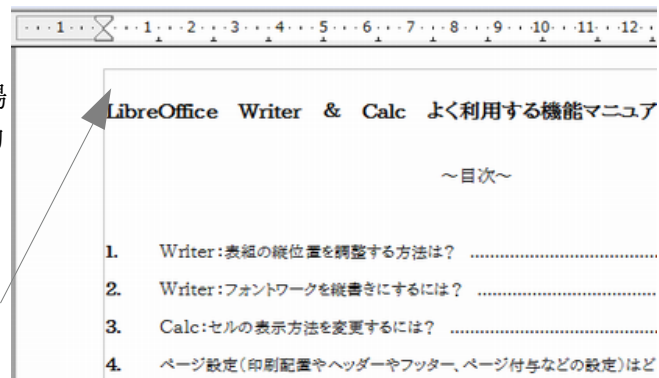 1 1 2 3 4 5 6 7 8 9 10 11 12
LibreOffice Writer & Calc よく利用する機能マニュア
～目次～
1. Writer:表組の縦位置を調整する方法は? ................................
2. Writer:フォントワークを縦書きにするには? ................................
3. Calc:セルの表示方法を変更するには? ................................
4. ページ設定(印刷配置やヘッダーやフッター、ページ付与などの設定)はど